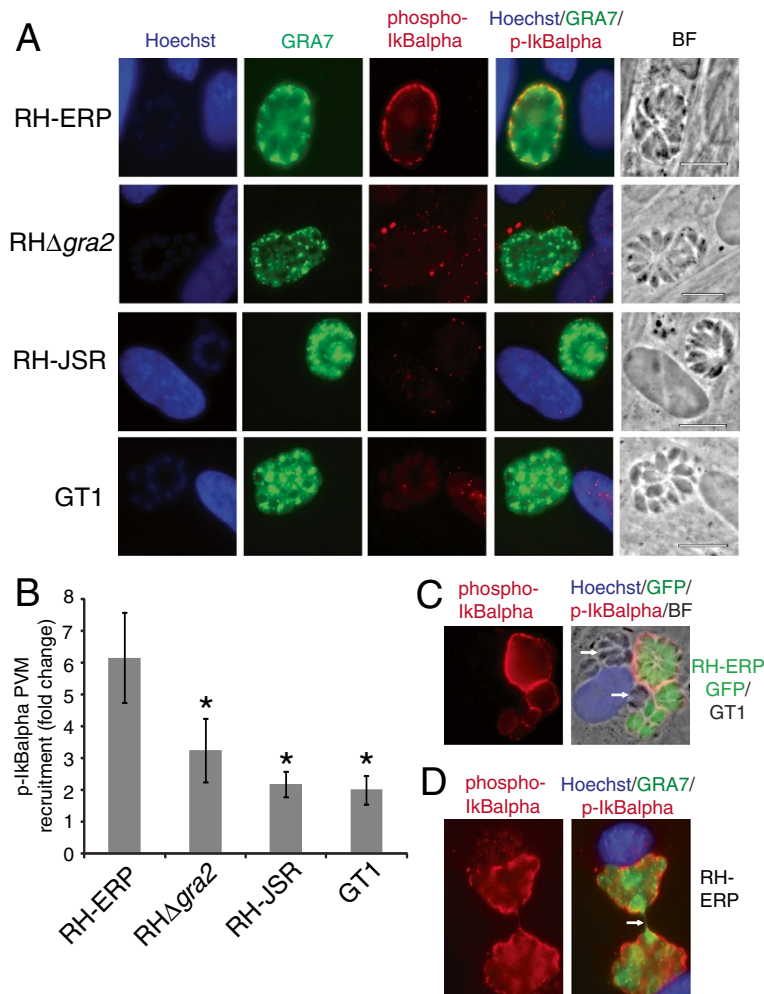 A
Hoechst
GRA7
phospho-
IkBalpha
Hoechst/GRA7/
p-IkBalpha
BF
RH-ERP
RHΔgra2
RH-JSR
GT1
B
p-IkBalpha PVM
recruitment (fold change)
8
7
6
5
4
3
2
1
0
*
*
*
RH-ERP
RHΔgra2
RH-JSR
GT1
C
phospho-
IkBalpha
Hoechst/GFP/
p-IkBalpha/BF
RH-ERP
GFP/
GT1
D
phospho-
IkBalpha
Hoechst/GRA7/
p-IkBalpha
RH-
ERP